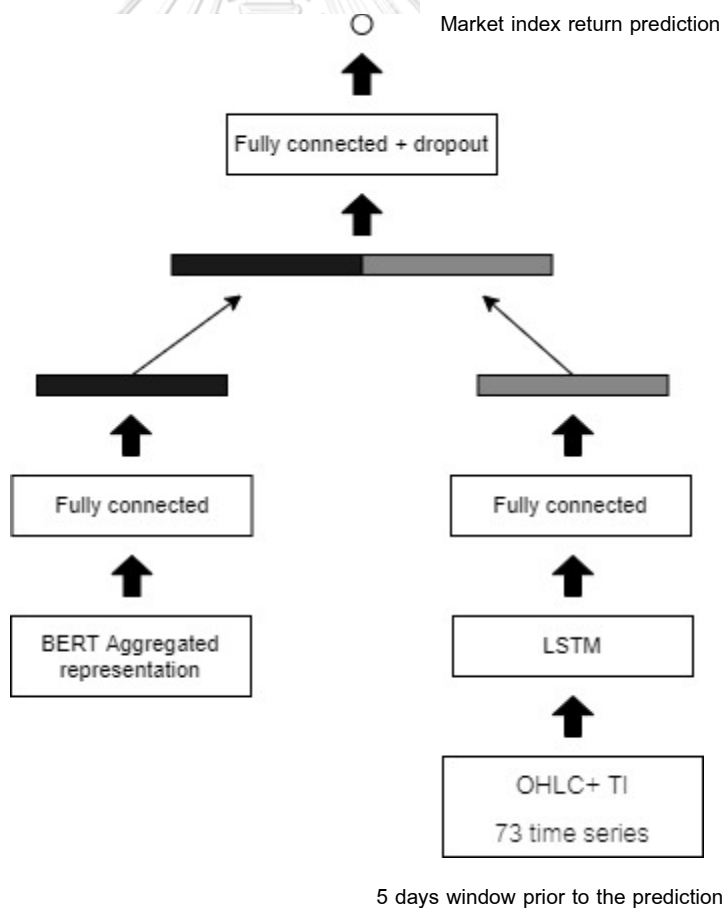 Market index return prediction
Fully connected + dropout
Fully connected
Fully connected
BERT Aggregated
representation
LSTM
OHLC+ TI
73 time series
5 days window prior to the prediction